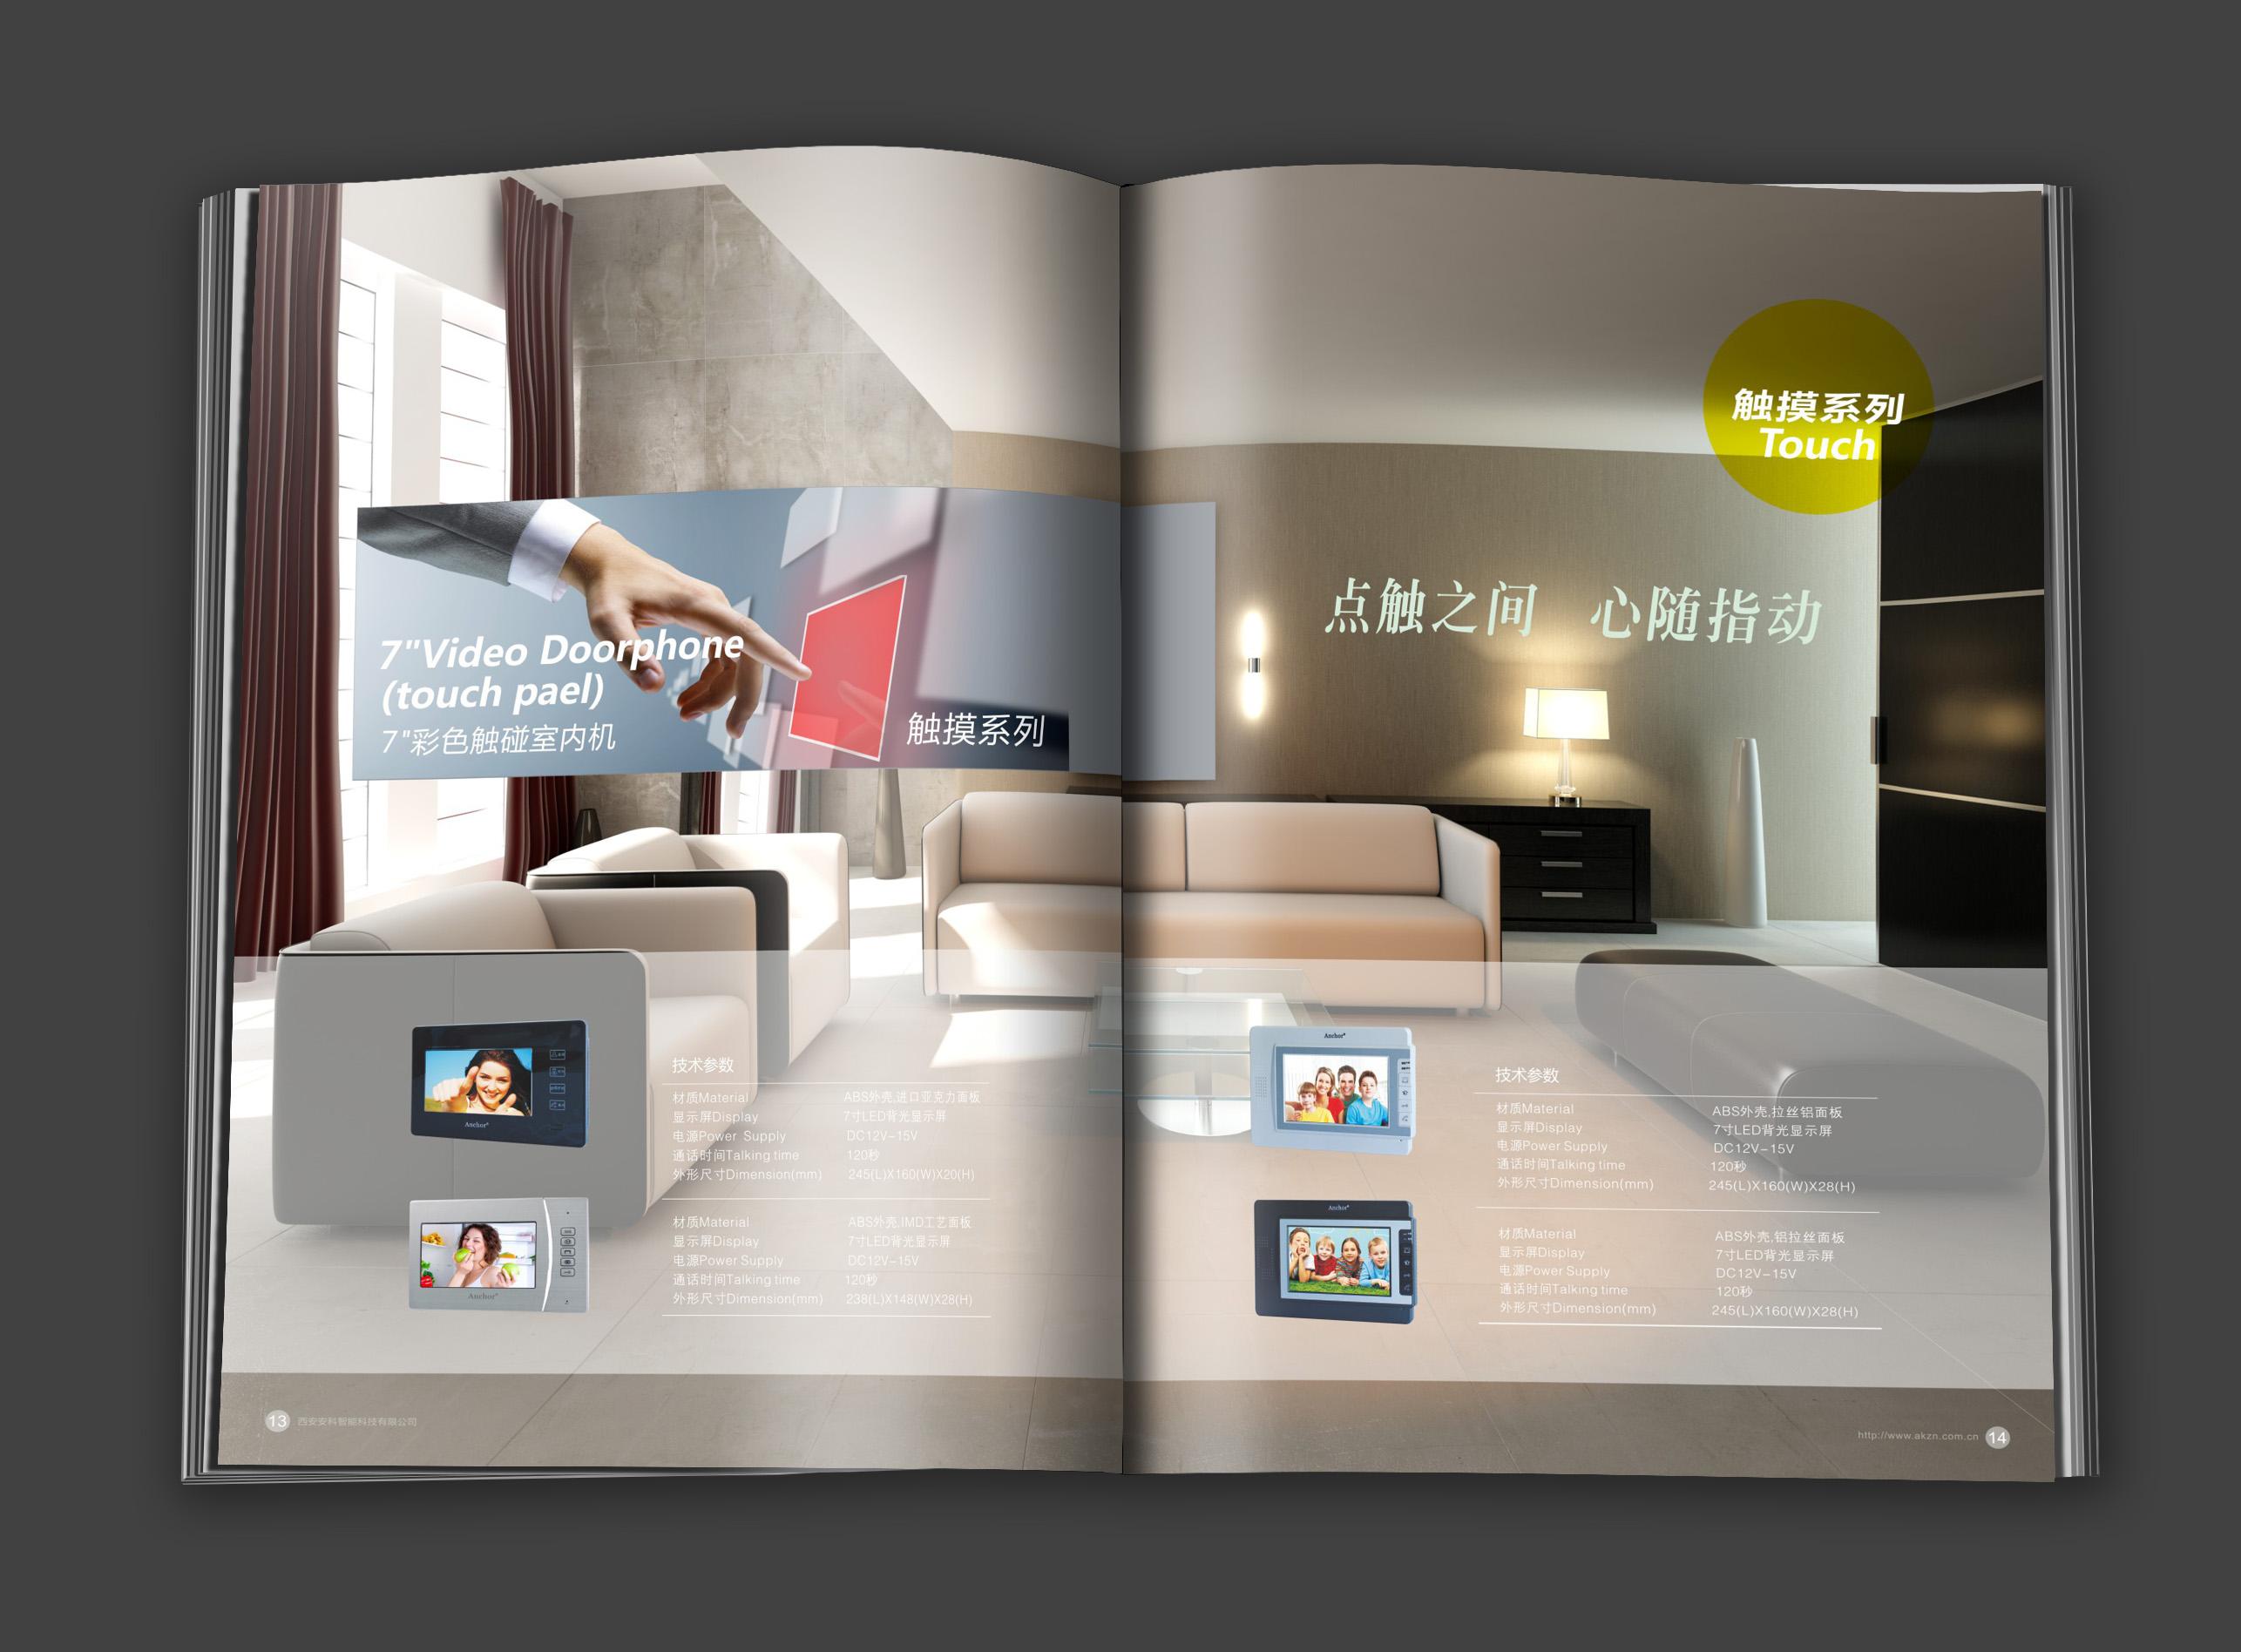 7"Video Doorphone
(touch pael)
7"彩色触碰室内机
触摸系列
Anchor
技术参数
材质Material ABS外壳,进口亚克力面板
显示屏Display 7寸LED背光显示屏
电源Power Supply DC12V-15V
通话时间Talking time 120秒
外形尺寸Dimension(mm) 245(L)X160(W)X20(H)
Anchor
材质Material ABS外壳,IMD工艺面板
显示屏Display 7寸LED背光显示屏
电源Power Supply DC12V-15V
通话时间Talking time 120秒
外形尺寸Dimension(mm) 238(L)X148(W)X28(H)
13 西安安科智能科技有限公司
触摸系列
Touch
点触之间 心随指动
Anchor
技术参数
材质Material ABS外壳,拉丝铝面板
显示屏Display 7寸LED背光显示屏
电源Power Supply DC12V-15V
通话时间Talking time 120秒
外形尺寸Dimension(mm) 245(L)X160(W)X28(H)
Anchor
材质Material ABS外壳,铝拉丝面板
显示屏Display 7寸LED背光显示屏
电源Power Supply DC12V-15V
通话时间Talking time 120秒
外形尺寸Dimension(mm) 245(L)X160(W)X28(H)
http://www.akzn.com.cn 14